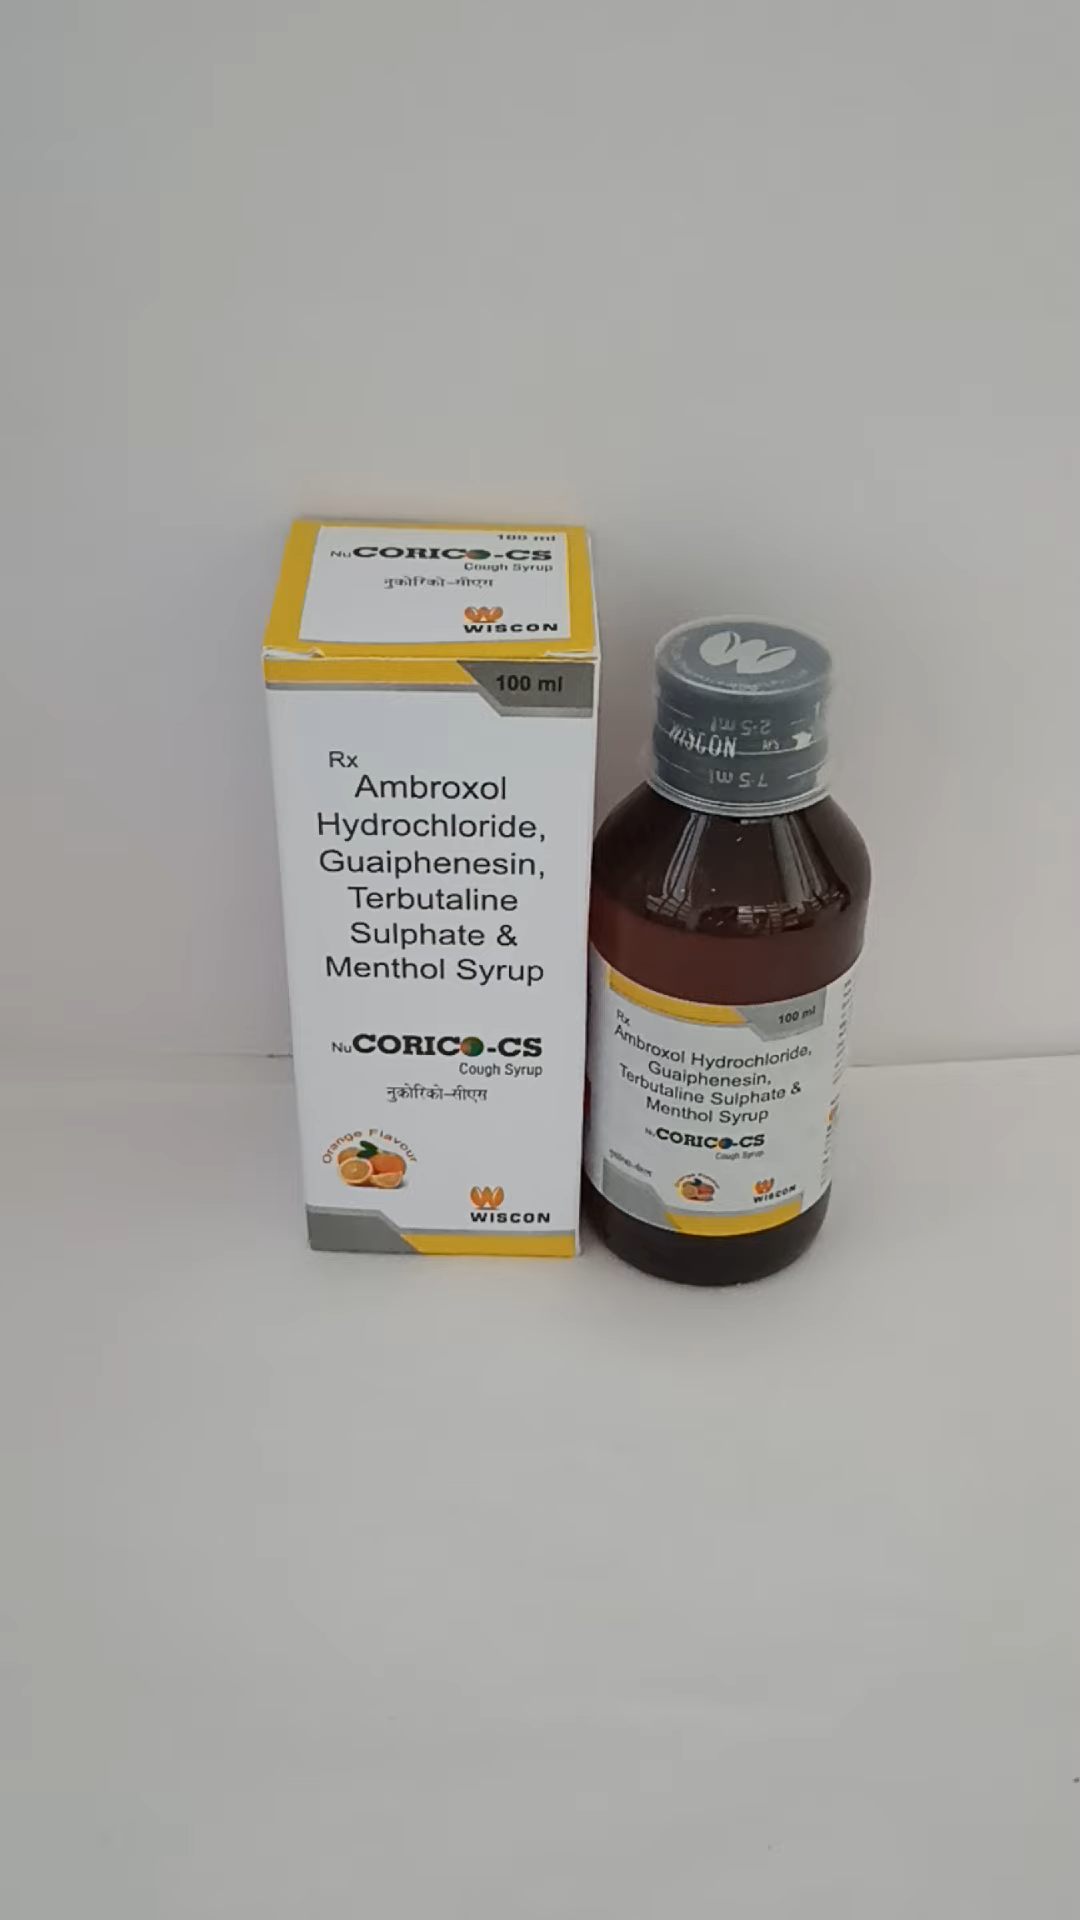 100 ml
NuCORICO-CS
Cough Syrup
नुकोरिको-सीएस
WISCON
100 ml
Rx
Ambroxol
Hydrochloride,
Guaiphenesin,
Terbutaline
Sulphate &
Menthol Syrup
NuCORICO-CS
Cough Syrup
नुकोरिको-सीएस
Orange Flavour
WISCON
2.5 ml
WISCON
7.5 ml
100 ml
Rx
Ambroxol Hydrochloride,
Guaiphenesin,
Terbutaline Sulphate &
Menthol Syrup
NuCORICO-CS
Cough Syrup
WISCON